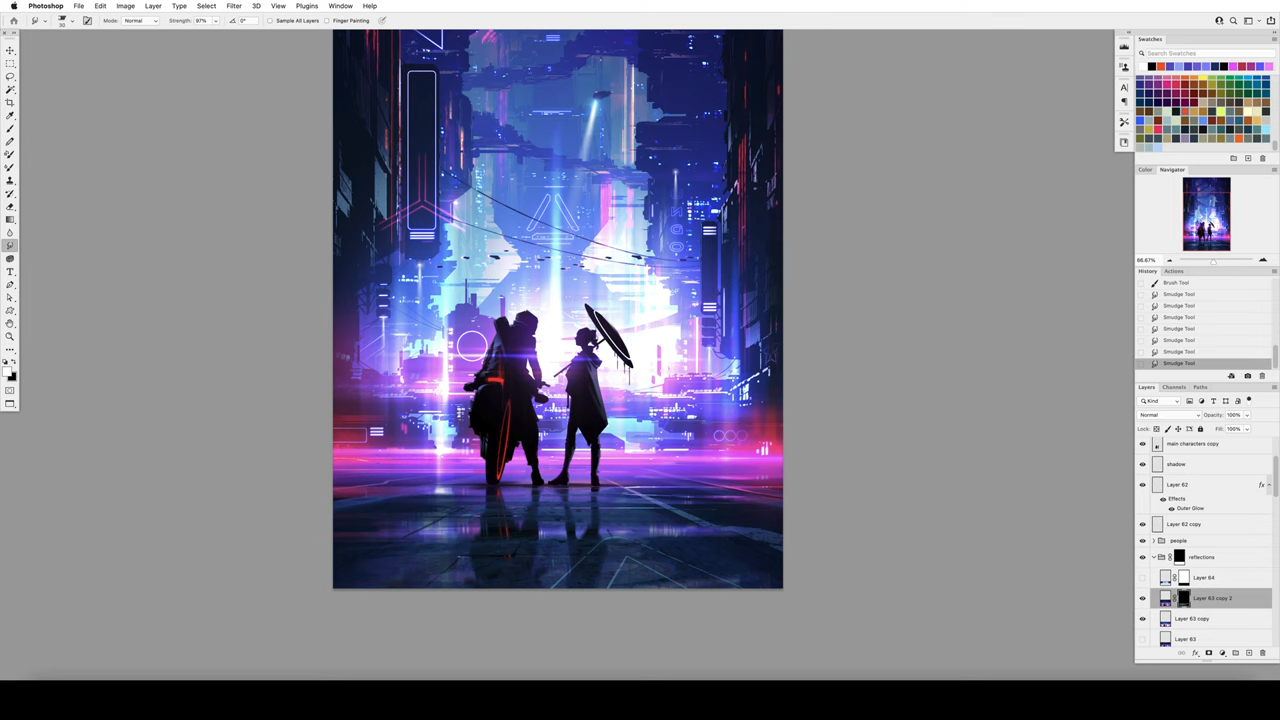 Photoshop File Edit Image Layer Type Select Filter 3D View Plugins Window Help
30 Mode: Normal Strength: 97% 0° Sample All Layers Finger Painting
Swatches
Search Swatches
Color Navigator
66.67%
History Actions
Brush Tool
Smudge Tool
Smudge Tool
Smudge Tool
Smudge Tool
Smudge Tool
Smudge Tool
Smudge Tool
Layers Channels Paths
Kind
Normal Opacity: 100%
Lock: Fill: 100%
main characters copy
shadow
Layer 62 fx
Effects
Outer Glow
Layer 62 copy
people
reflections
Layer 64
Layer 63 copy 2
Layer 63 copy
Layer 63
fx